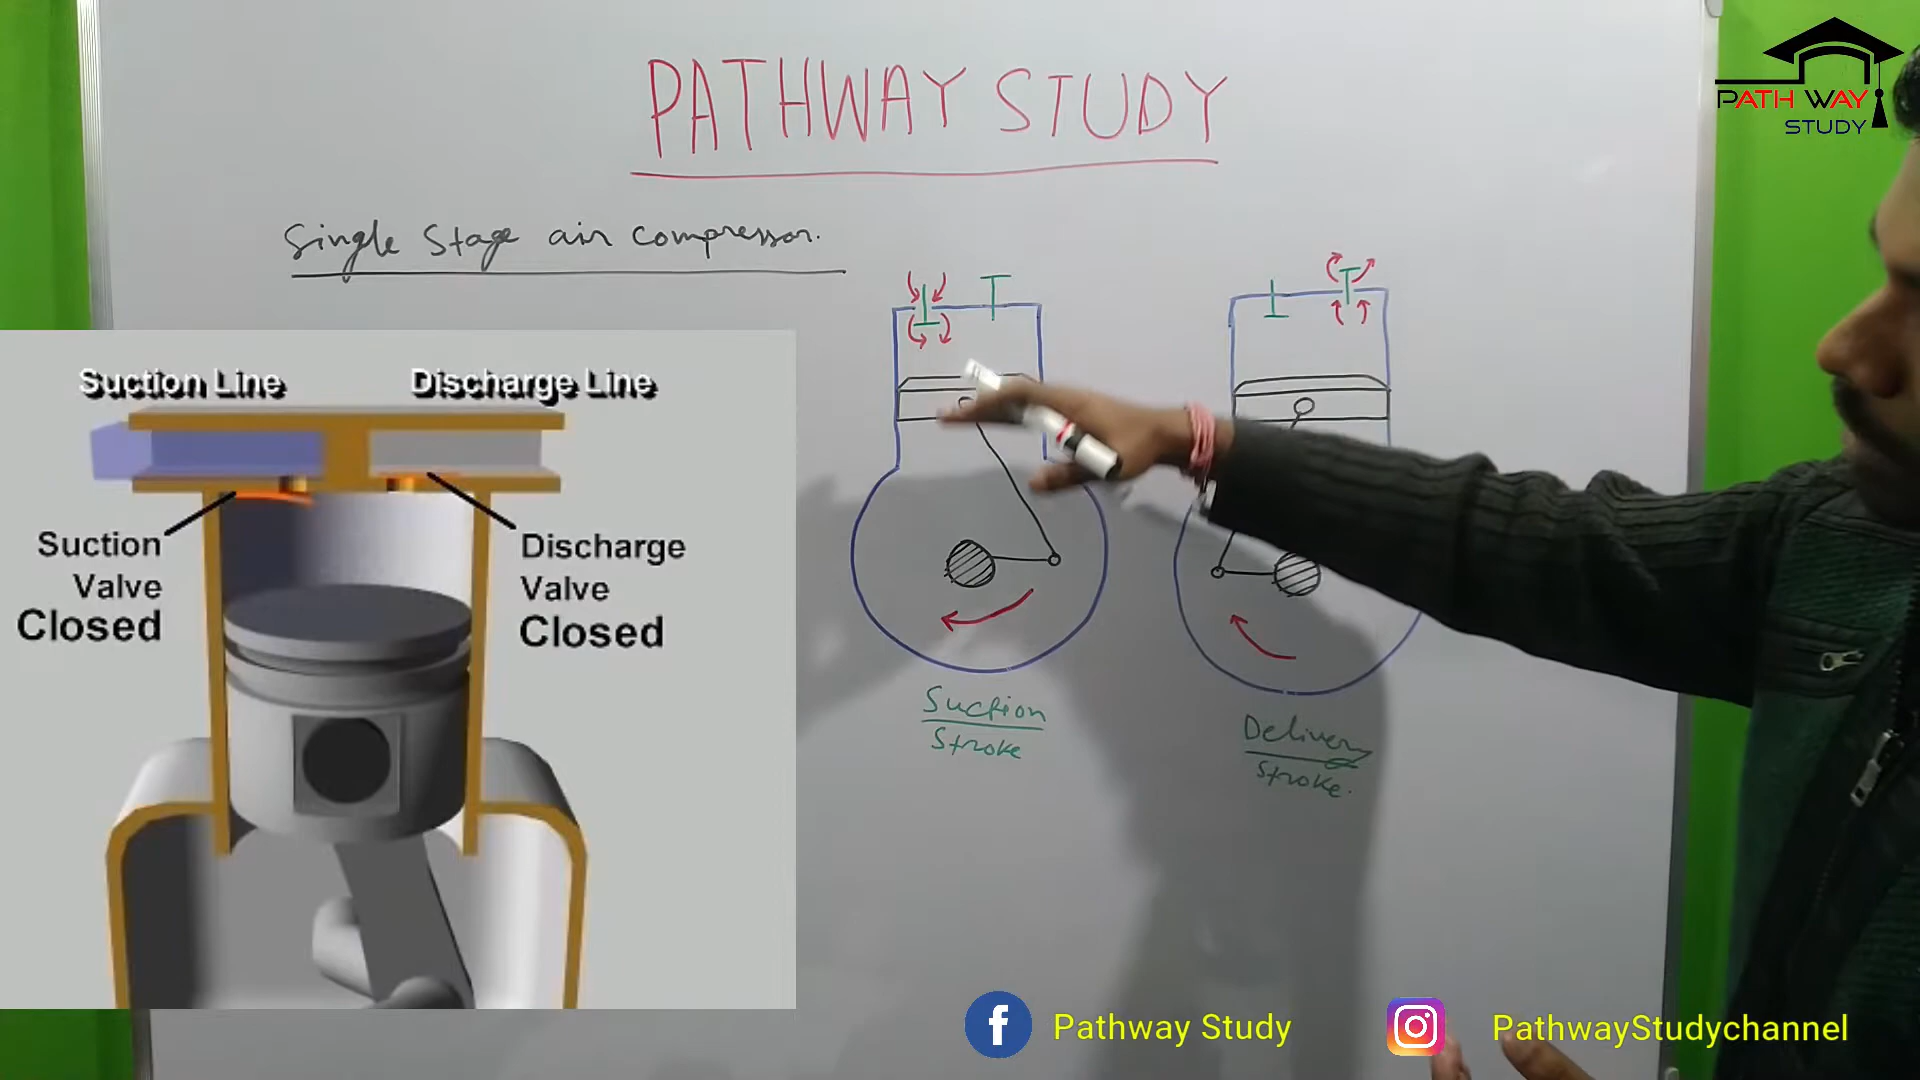 PATHWAY STUDY
PATH WAY
STUDY
Single Stage air compressor.
Suction Line
Discharge Line
Suction
Valve
Closed
Discharge
Valve
Closed
Suction
Stroke
Delivery
Stroke.
f Pathway Study
PathwayStudychannel